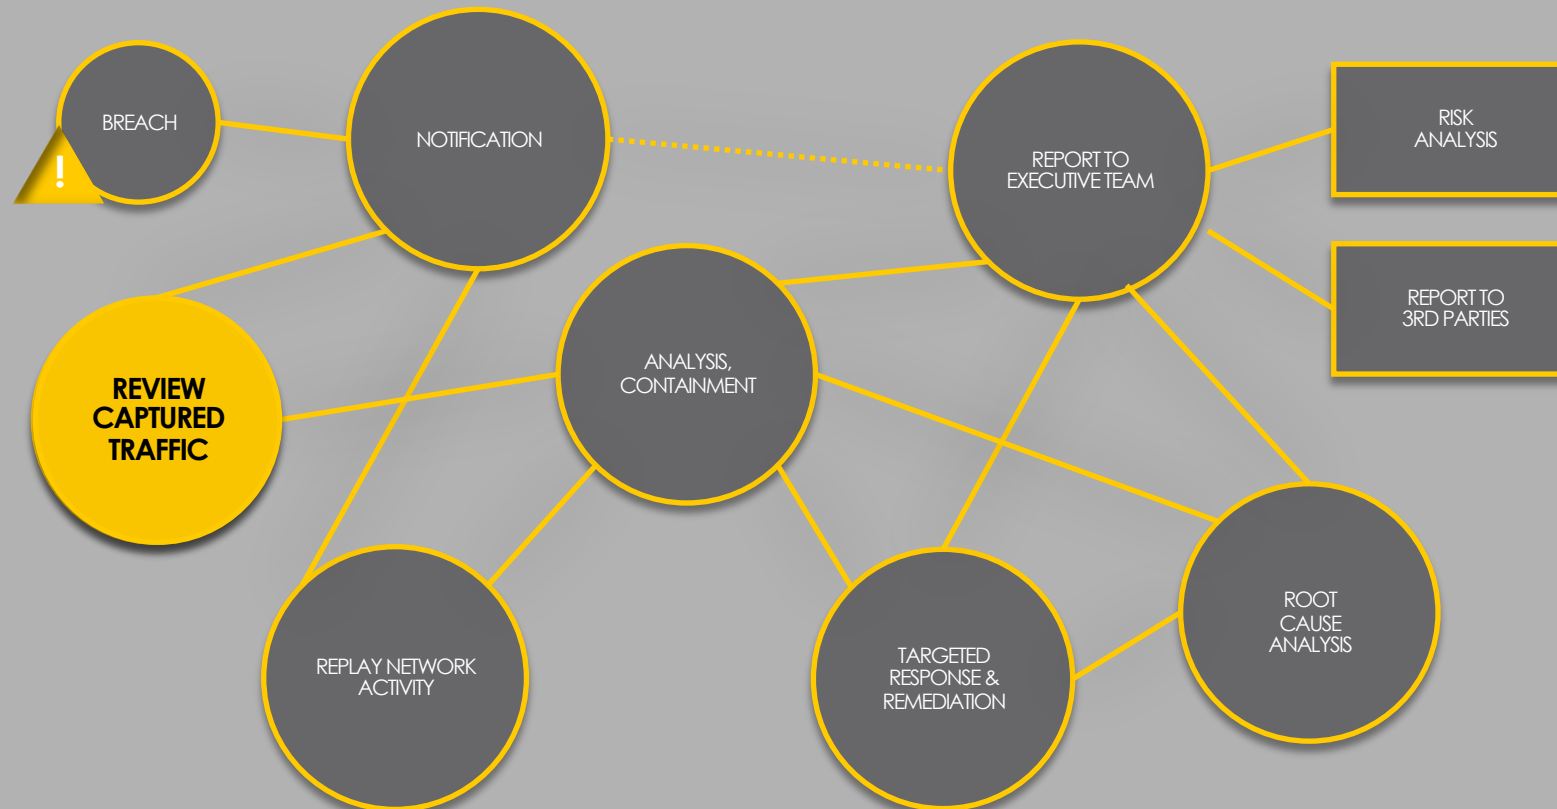 BREACH
!
NOTIFICATION
REPORT TO
EXECUTIVE TEAM
RISK
ANALYSIS
REPORT TO
3RD PARTIES
ANALYSIS,
CONTAINMENT
REVIEW
CAPTURED
TRAFFIC
REPLAY NETWORK
ACTIVITY
TARGETED
RESPONSE &
REMEDIATION
ROOT
CAUSE
ANALYSIS